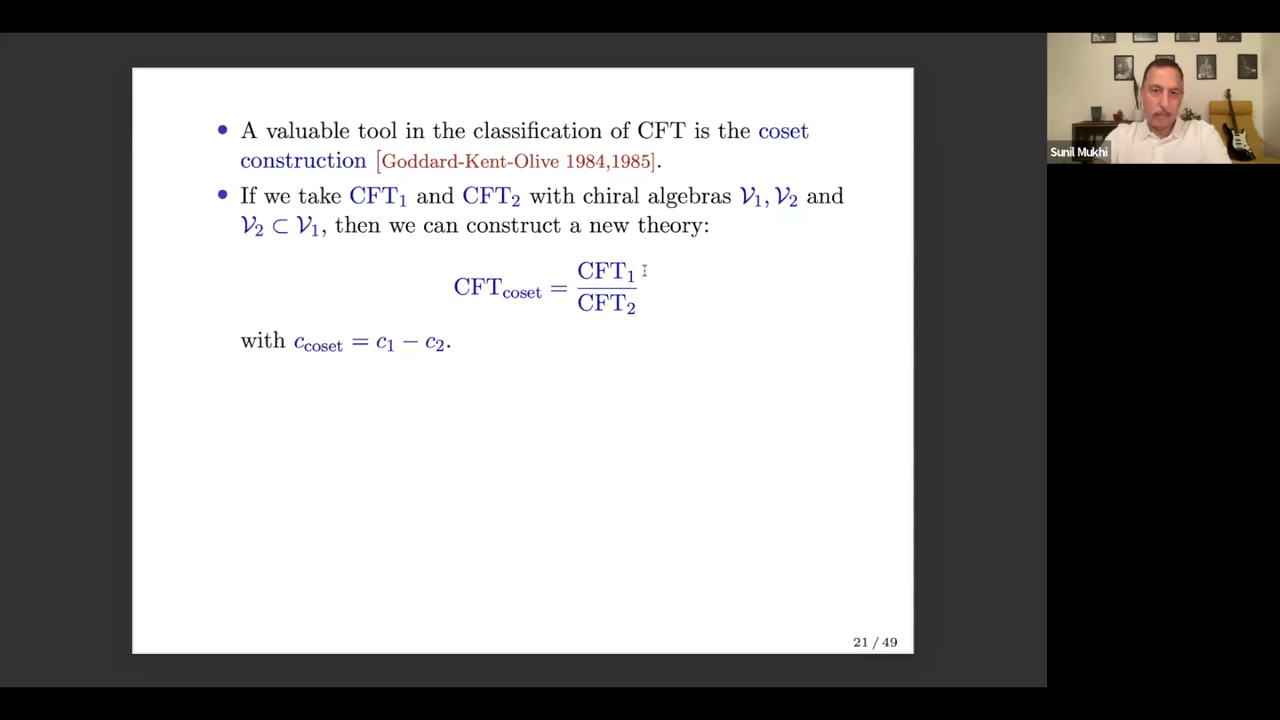 • A valuable tool in the classification of CFT is the coset
construction [Goddard-Kent-Olive 1984,1985].
• If we take CFT₁ and CFT₂ with chiral algebras 𝒱₁, 𝒱₂ and
𝒱₂ ⊂ 𝒱₁, then we can construct a new theory:
CFT_coset = CFT₁ / CFT₂
with c_coset = c₁ − c₂.
21 / 49
Sunil Mukhi